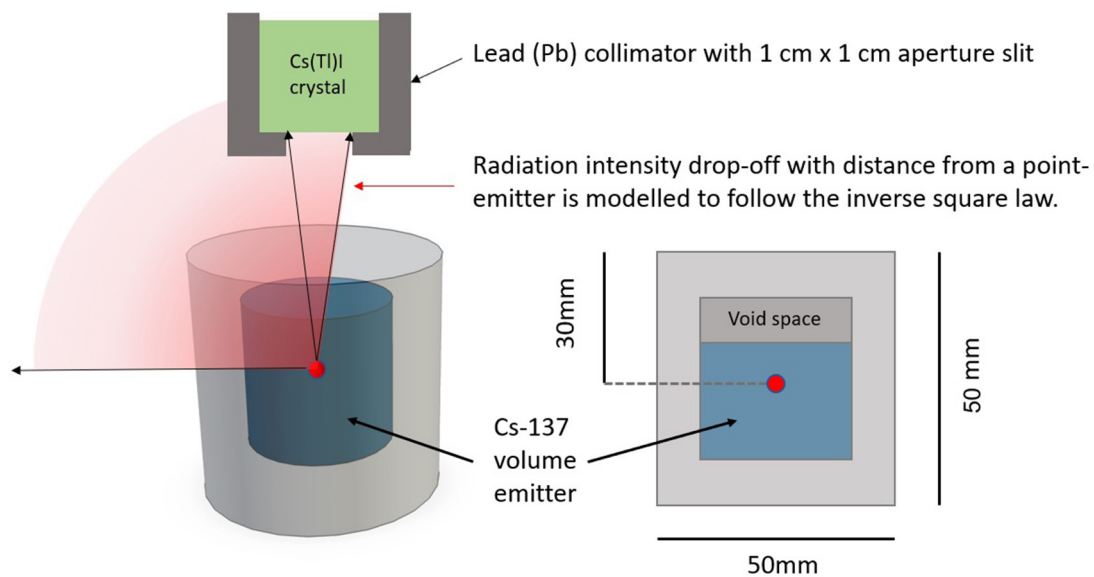 Cs(Tl)I
crystal
Lead (Pb) collimator with 1 cm x 1 cm aperture slit
Radiation intensity drop-off with distance from a point-
emitter is modelled to follow the inverse square law.
30mm
Void space
50 mm
Cs-137
volume
emitter
50mm